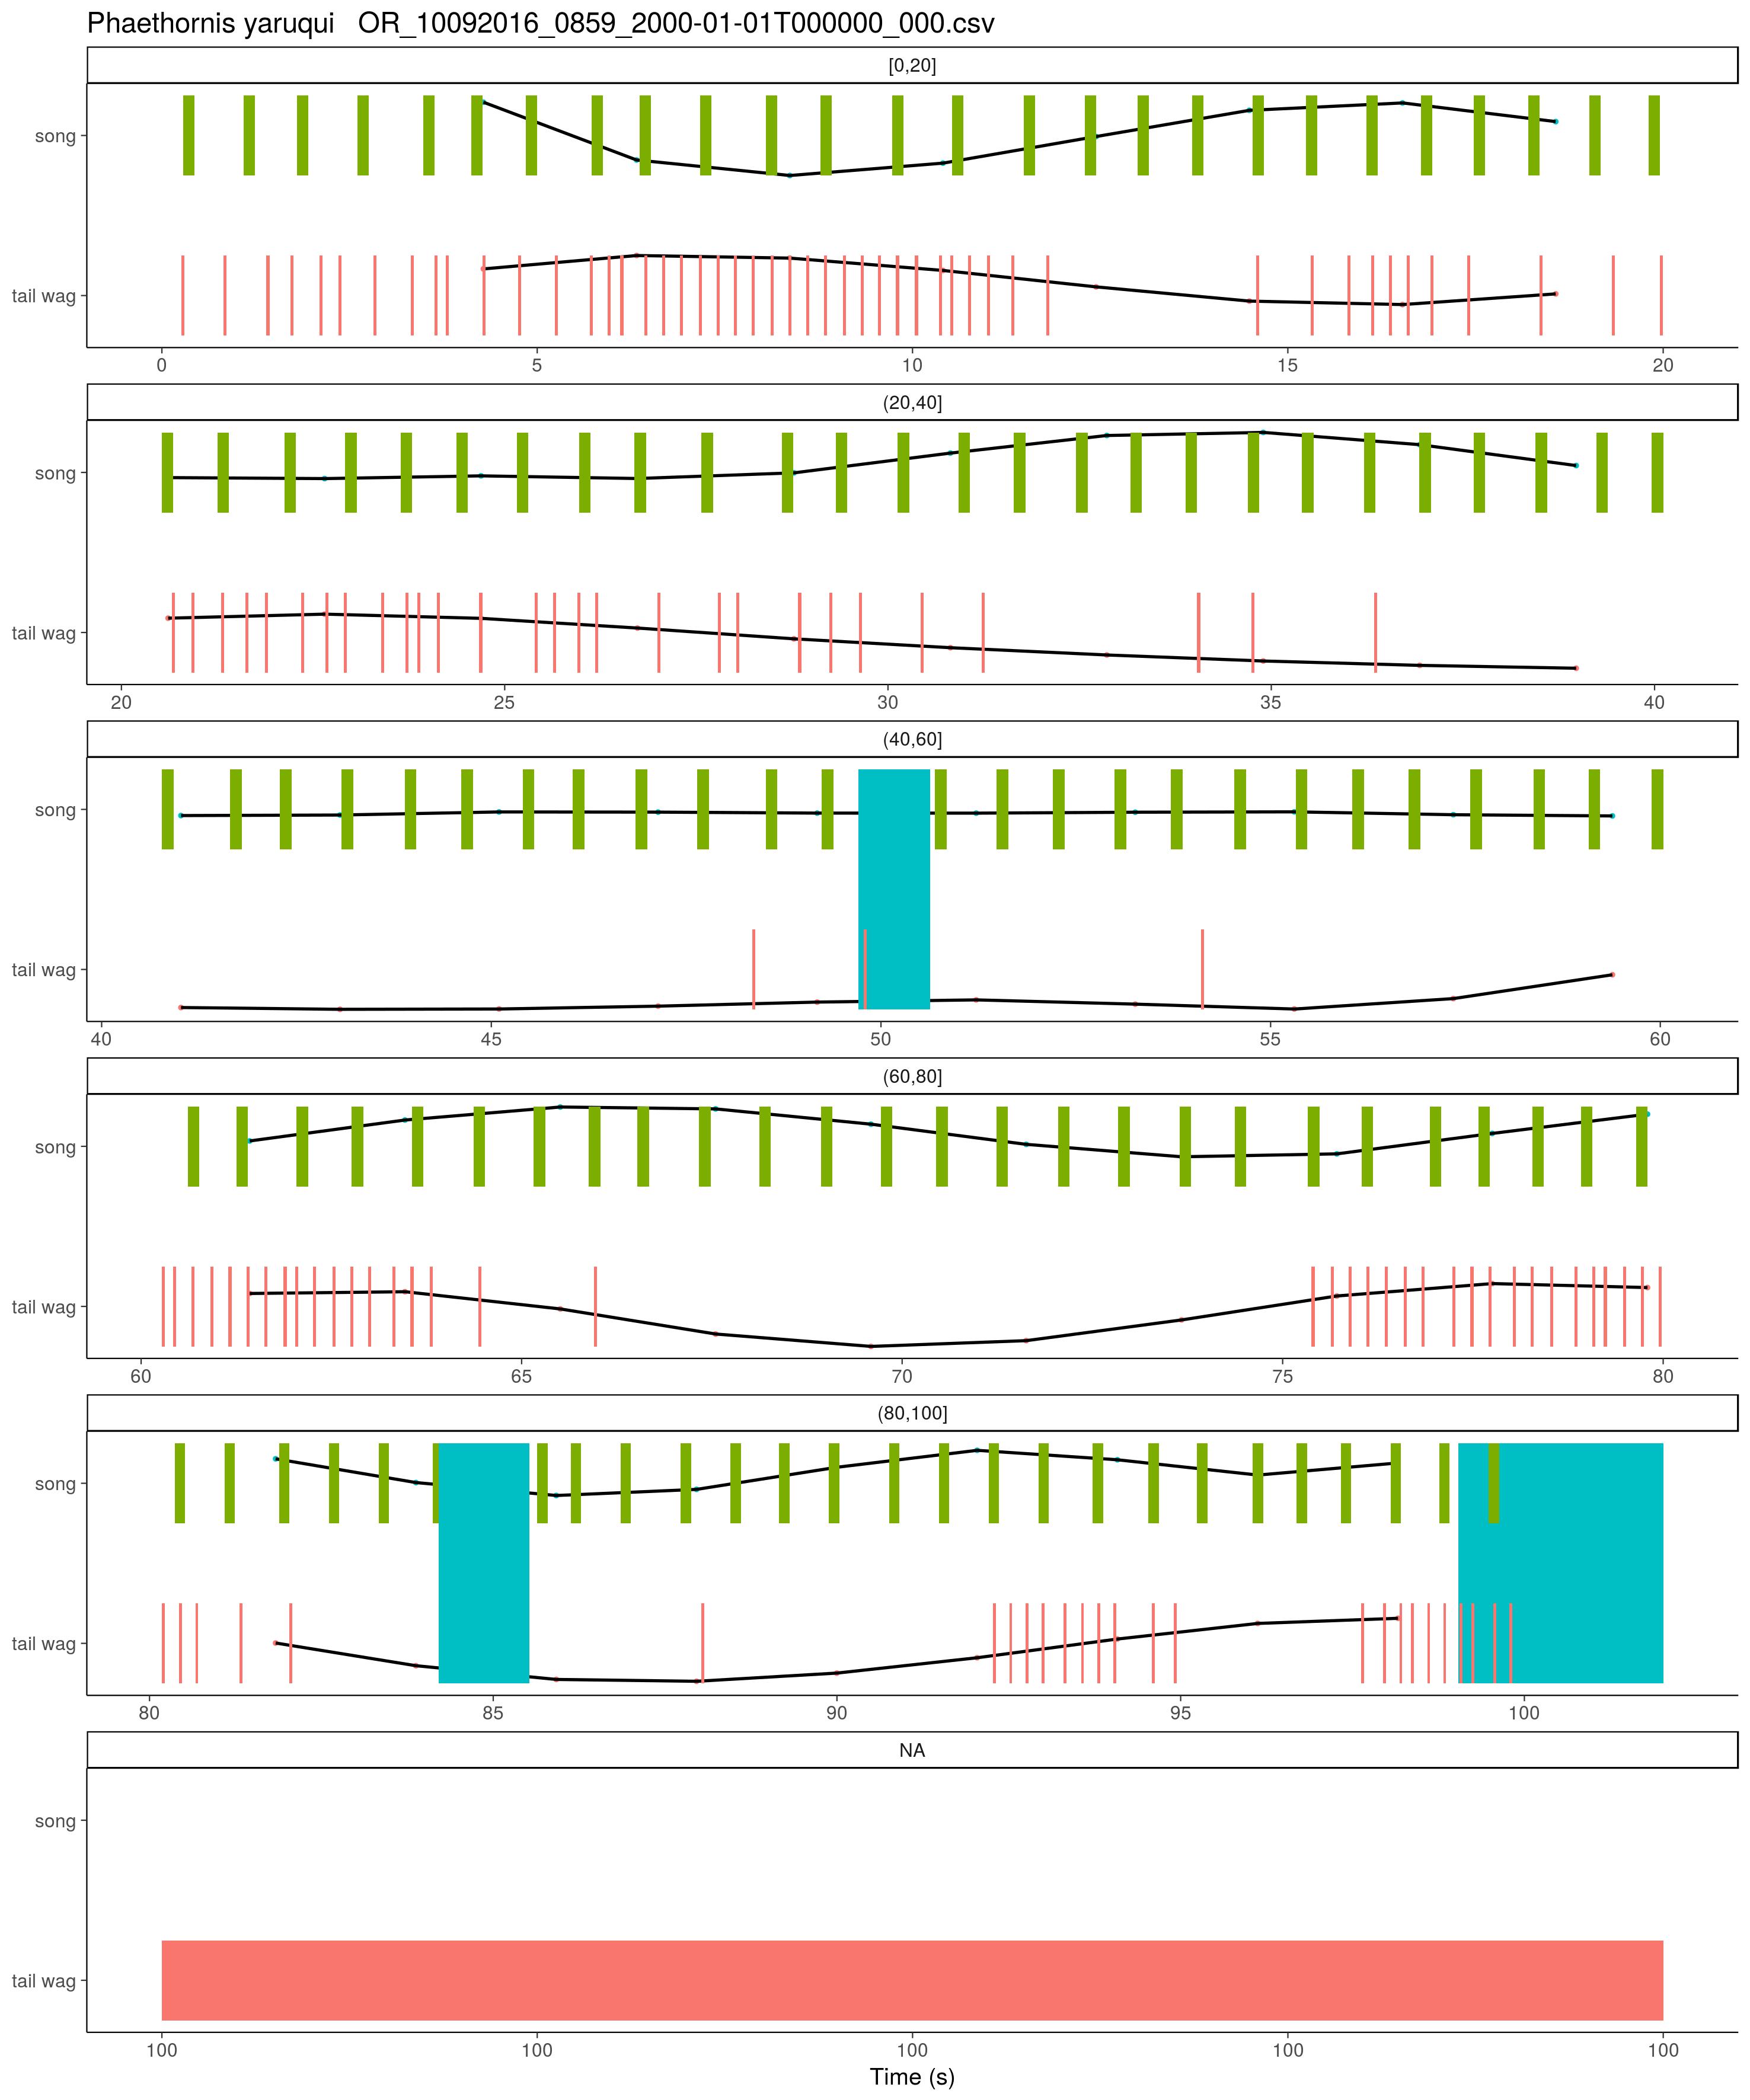 Phaethornis yaruqui   OR_10092016_0859_2000-01-01T000000_000.csv
[0,20]
song
tail wag
0 5 10 15 20
(20,40]
song
tail wag
20 25 30 35 40
(40,60]
song
tail wag
40 45 50 55 60
(60,80]
song
tail wag
60 65 70 75 80
(80,100]
song
tail wag
80 85 90 95 100
NA
song
tail wag
100 100 100 100 100
Time (s)